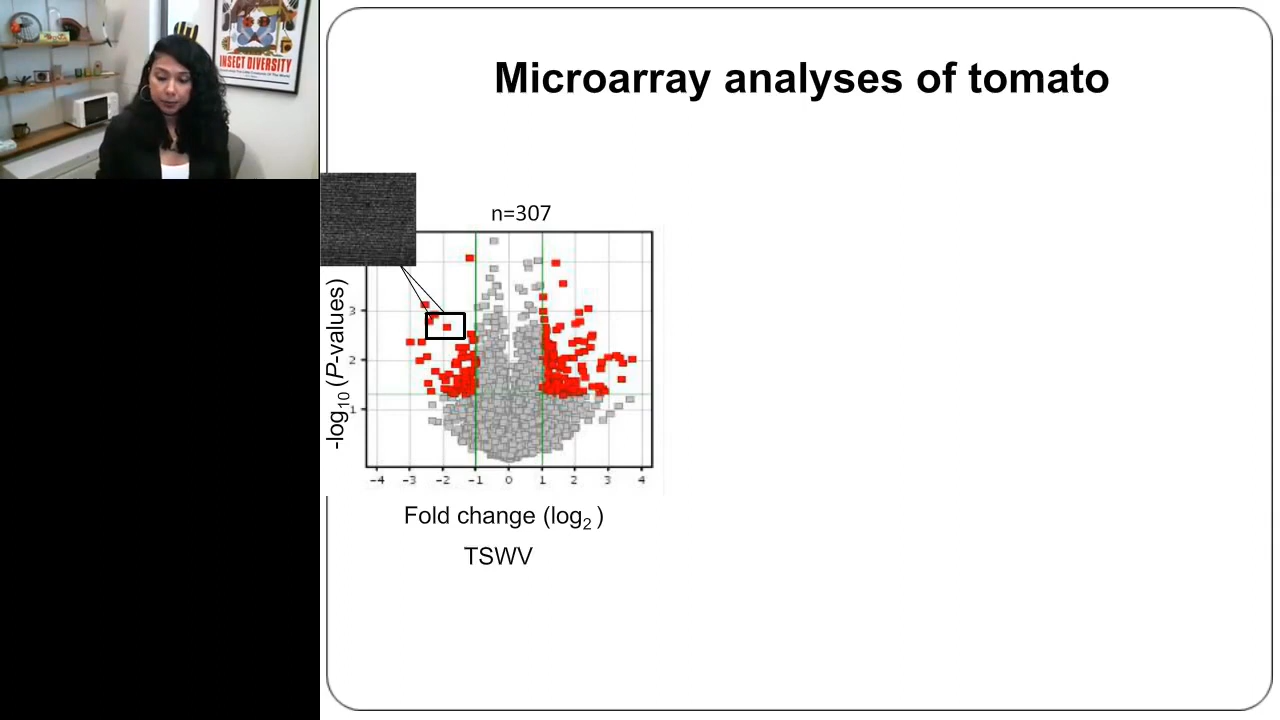 INSECT DIVERSITY
Microarray analyses of tomato
n=307
-log10 (P-values)
3
2
1
-4 -3 -2 -1 0 1 2 3 4
Fold change (log2 )
TSWV